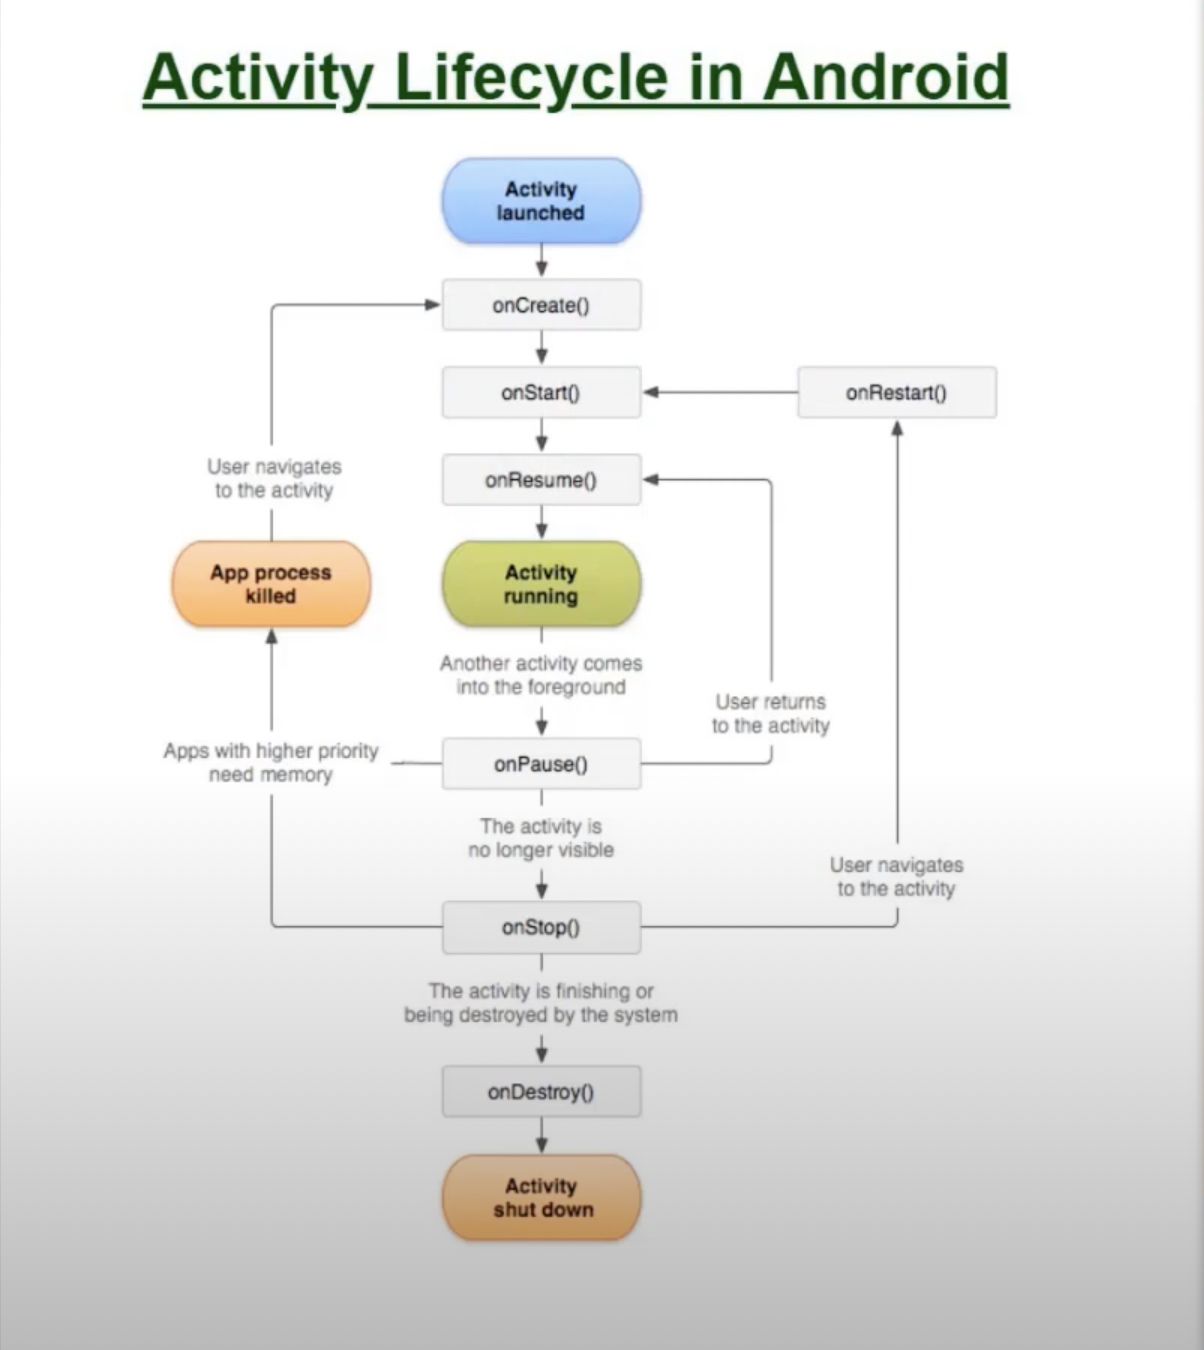 Activity Lifecycle in Android
Activity
launched
onCreate()
onStart()
onRestart()
User navigates
to the activity
onResume()
App process
killed
Activity
running
Another activity comes
into the foreground
User returns
to the activity
Apps with higher priority
need memory
onPause()
The activity is
no longer visible
User navigates
to the activity
onStop()
The activity is finishing or
being destroyed by the system
onDestroy()
Activity
shut down